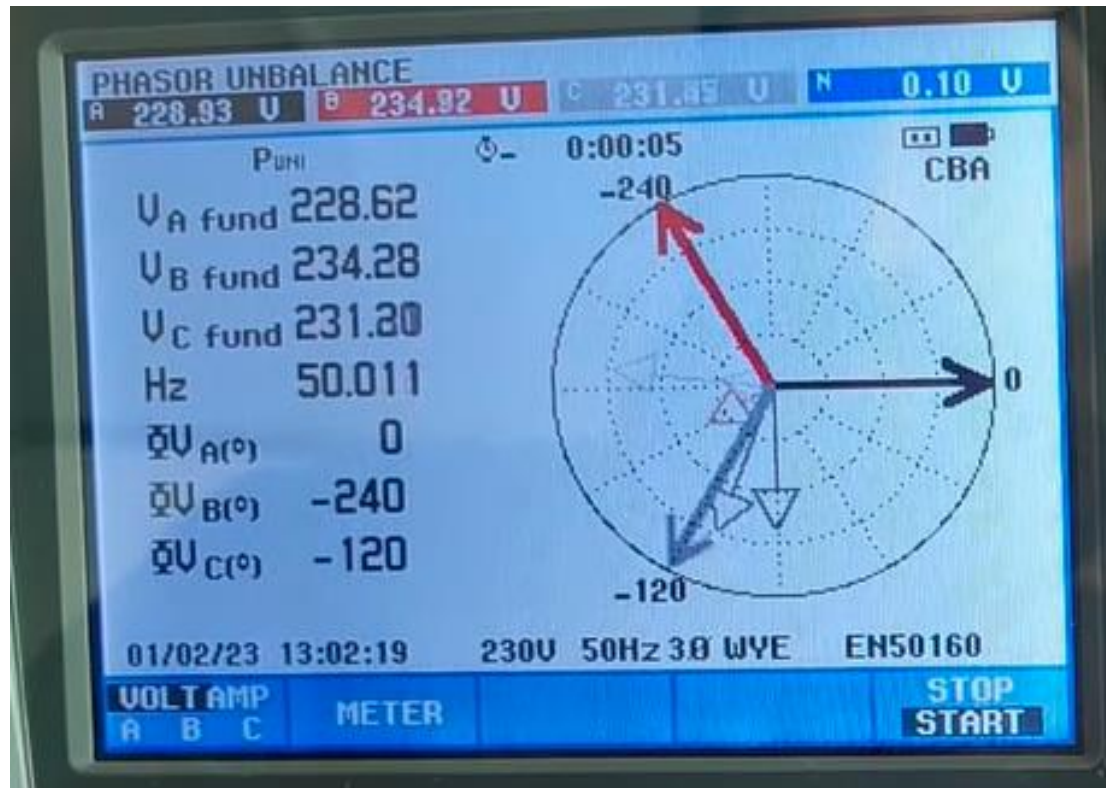 PHASOR UNBALANCE
A 228.93 V B 234.92 V C V N 0.10 V
PUNI 0:00:05
CBA
-240
VA fund 228.62
VB fund 234.28
VC fund 231.20
Hz 50.011
0
ΦVA(°) 0
ΦVB(°) -240
ΦVC(°) -120
-120
01/02/23 13:02:19 230V 50Hz 3Ø WYE EN50160
VOLT AMP
A B C
METER
STOP
START